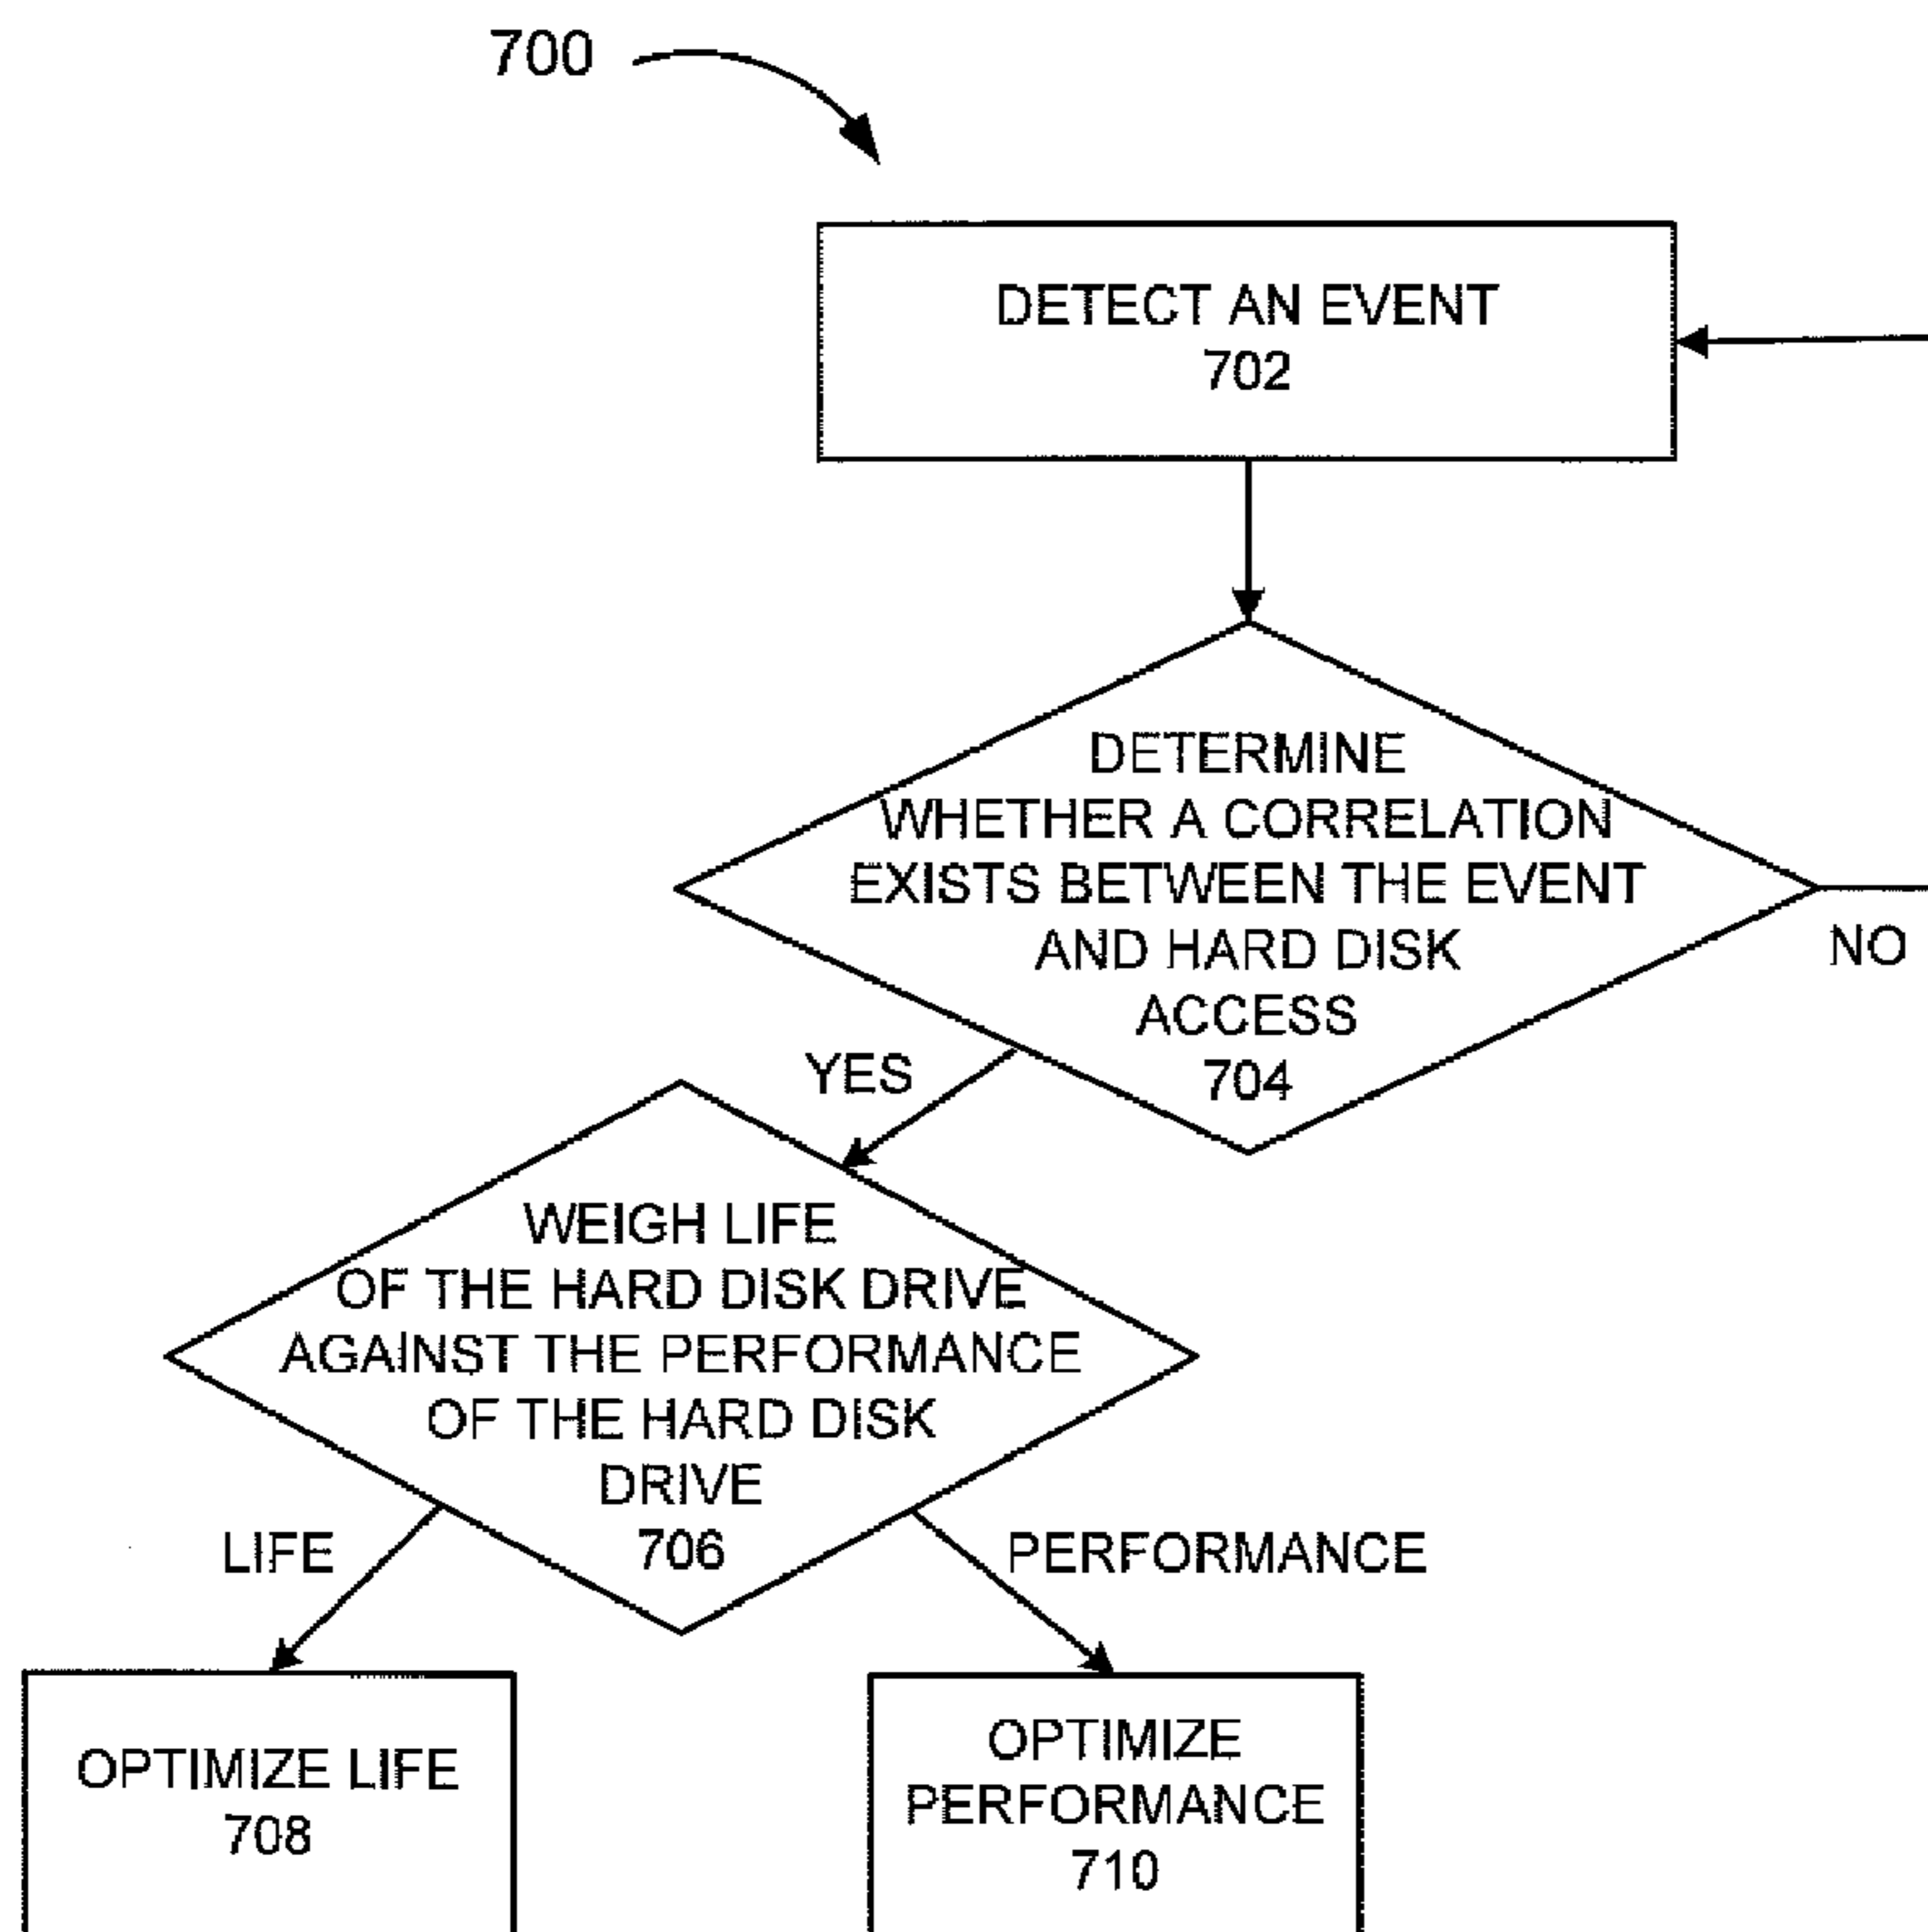 700
DETECT AN EVENT
702
DETERMINE
WHETHER A CORRELATION
EXISTS BETWEEN THE EVENT
AND HARD DISK
ACCESS
704
NO
YES
WEIGH LIFE
OF THE HARD DISK DRIVE
AGAINST THE PERFORMANCE
OF THE HARD DISK
DRIVE
706
LIFE
PERFORMANCE
OPTIMIZE LIFE
708
OPTIMIZE
PERFORMANCE
710